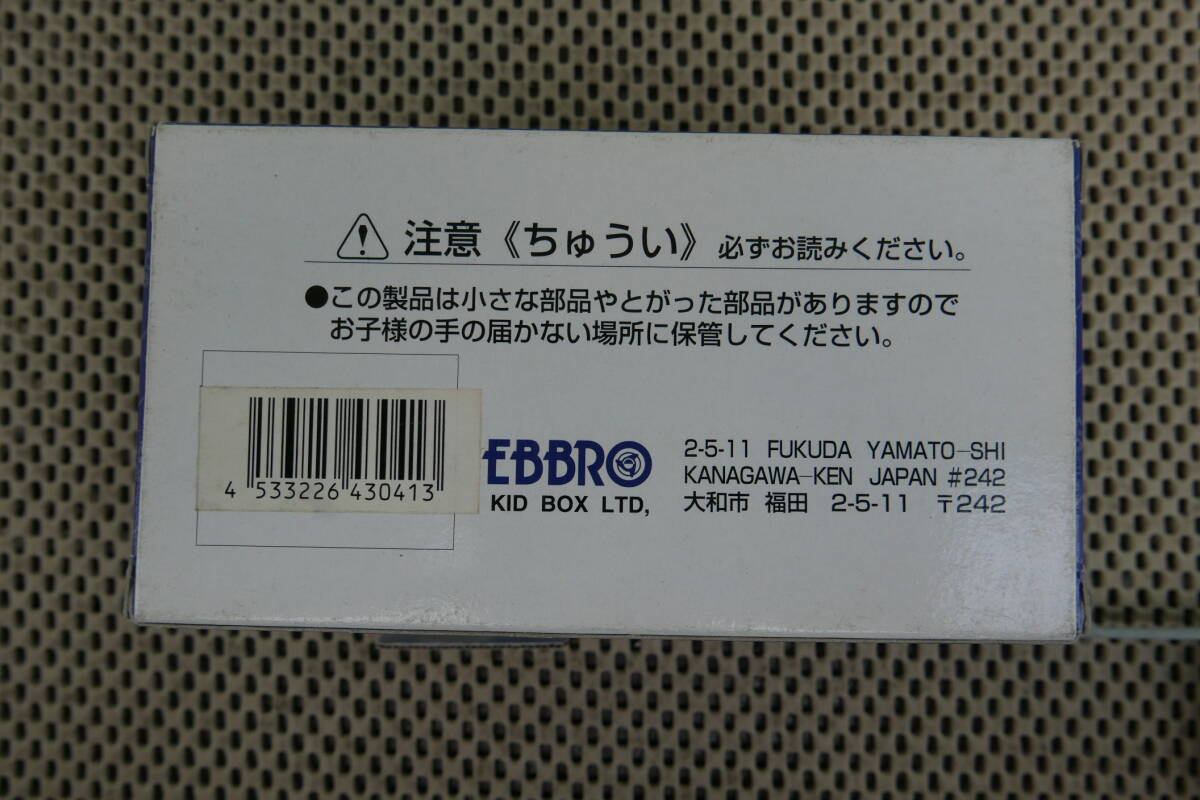 注意《ちゅうい》 必ずお読みください。
●この製品は小さな部品やとがった部品がありますので
お子様の手の届かない場所に保管してください。
4 533226 430413
EBBRO
KID BOX LTD,
2-5-11 FUKUDA YAMATO-SHI
KANAGAWA-KEN JAPAN #242
大和市 福田 2-5-11 〒242